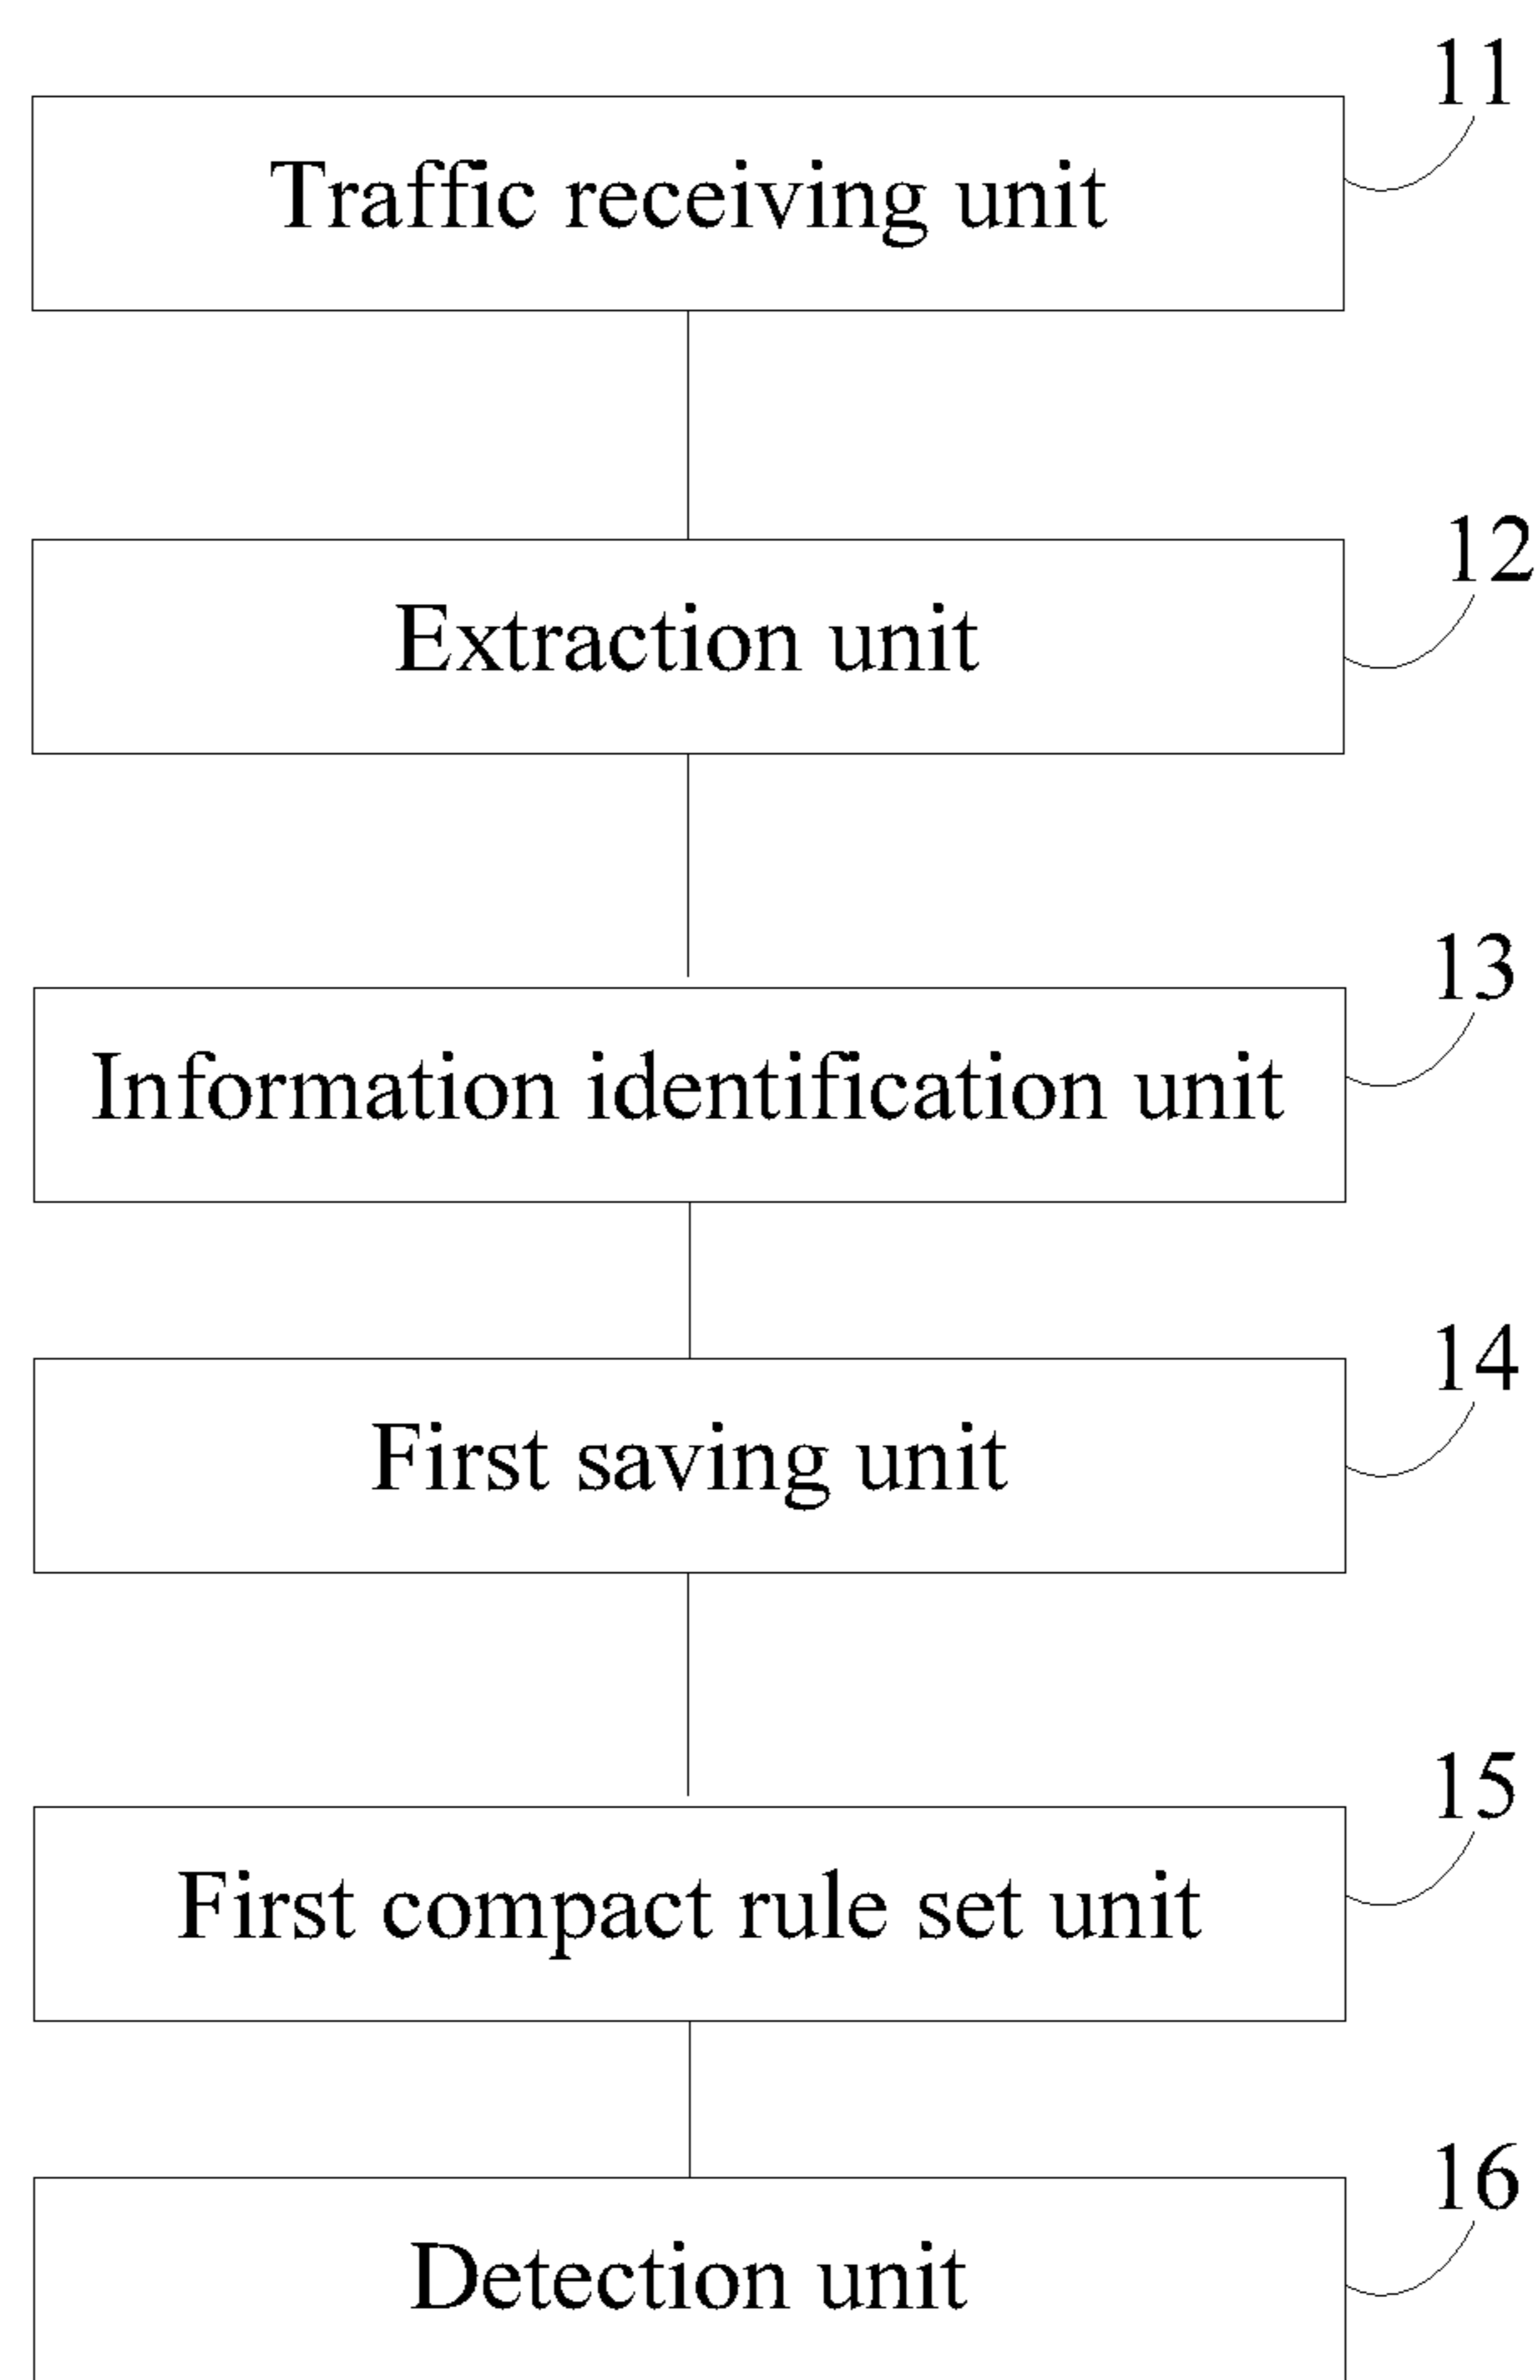 11
Traffic receiving unit
12
Extraction unit
13
Information identification unit
14
First saving unit
15
First compact rule set unit
16
Detection unit